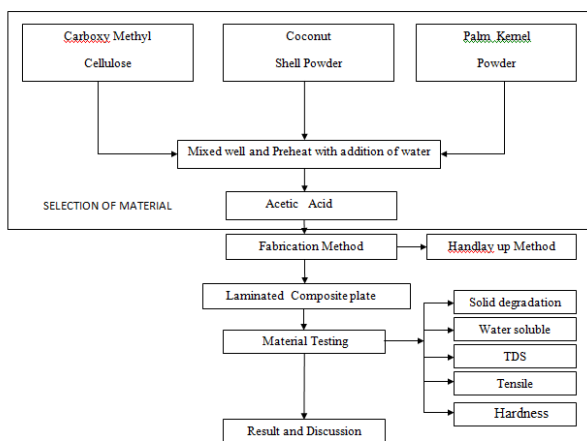 Carboxy Methyl
Cellulose
Coconut
Shell Powder
Palm Kernel
Powder
Mixed well and Preheat with addition of water
SELECTION OF MATERIAL
Acetic Acid
Fabrication Method
Handlay up Method
Laminated Composite plate
Material Testing
Solid degradation
Water soluble
TDS
Tensile
Hardness
Result and Discussion